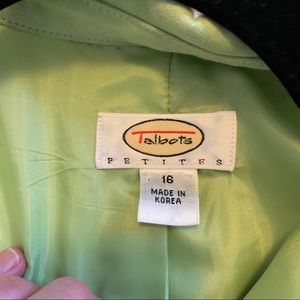 Talbots
PETITES
16
MADE IN
KOREA